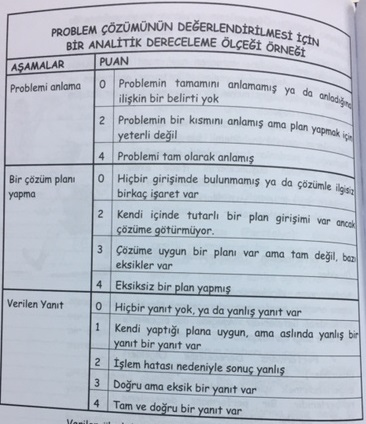 PROBLEM ÇÖZÜMÜNÜN DEĞERLENDİRİLMESİ İÇİN
BİR ANALİTİK DERECELEME ÖLÇEĞİ ÖRNEĞİ
AŞAMALAR PUAN
Problemi anlama 0 Problemin tamamını anlamamış ya da anladığına
ilişkin bir belirti yok
2 Problemin bir kısmını anlamış ama plan yapmak için
yeterli değil
4 Problemi tam olarak anlamış
Bir çözüm planı 0 Hiçbir girişimde bulunmamış ya da çözümle ilgisiz
yapma birkaç işaret var
2 Kendi içinde tutarlı bir plan girişimi var ancak
çözüme götürmüyor.
3 Çözüme uygun bir planı var ama tam değil, bazı
eksikler var
4 Eksiksiz bir plan yapmış
Verilen Yanıt 0 Hiçbir yanıt yok, ya da yanlış yanıt var
1 Kendi yaptığı plana uygun, ama aslında yanlış bir
yanıt bir yanıt var
2 İşlem hatası nedeniyle sonuç yanlış
3 Doğru ama eksik bir yanıt var
4 Tam ve doğru bir yanıt var